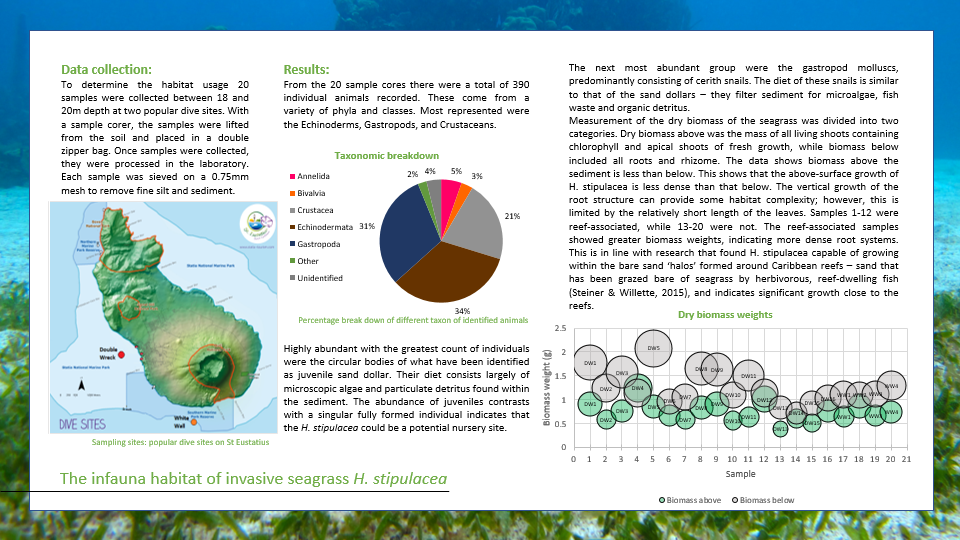 Data collection:
To determine the habitat usage 20
samples were collected between 18 and
20m depth at two popular dive sites. With
a sample corer, the samples were lifted
from the soil and placed in a double
zipper bag. Once samples were collected,
they were processed in the laboratory.
Each sample was sieved on a 0.75mm
mesh to remove fine silt and sediment.
Double
Wreck
White
Wall
DIVE SITES
Sampling sites: popular dive sites on St Eustatius
The infauna habitat of invasive seagrass H. stipulacea
Results:
From the 20 sample cores there were a total of 390
individual animals recorded. These come from a
variety of phyla and classes. Most represented were
the Echinoderms, Gastropods, and Crustaceans.
Taxonomic breakdown
Annelida
Bivalvia
Crustacea
Echinodermata
Gastropoda
Other
Unidentified
2%
4%
5%
3%
21%
31%
34%
Percentage break down of different taxon of identified animals
Highly abundant with the greatest count of individuals
were the circular bodies of what have been identified
as juvenile sand dollar. Their diet consists largely of
microscopic algae and particulate detritus found within
the sediment. The abundance of juveniles contrasts
with a singular fully formed individual indicates that
the H. stipulacea could be a potential nursery site.
The next most abundant group were the gastropod molluscs,
predominantly consisting of cerith snails. The diet of these snails is similar
to that of the sand dollars – they filter sediment for microalgae, fish
waste and organic detritus.
Measurement of the dry biomass of the seagrass was divided into two
categories. Dry biomass above was the mass of all living shoots containing
chlorophyll and apical shoots of fresh growth, while biomass below
included all roots and rhizome. The data shows biomass above the
sediment is less than below. This shows that the above-surface growth of
H. stipulacea is less dense than that below. The vertical growth of the
root structure can provide some habitat complexity; however, this is
limited by the relatively short length of the leaves. Samples 1-12 were
reef-associated, while 13-20 were not. The reef-associated samples
showed greater biomass weights, indicating more dense root systems.
This is in line with research that found H. stipulacea capable of growing
within the bare sand ‘halos’ formed around Caribbean reefs – sand that
has been grazed bare of seagrass by herbivorous, reef-dwelling fish
(Steiner & Willette, 2015), and indicates significant growth close to the
reefs.
Dry biomass weights
Biomass weight (g)
2.5
2
1.5
1
0.5
0
DW1
DW2
DW3
DW5
DW7
DW9
DW10
DW11
DW4
DW1
DW2
DW3
DW4
DW7
DW11
DW4
0 1 2 3 4 5 6 7 8 9 10 11 12 13 14 15 16 17 18 19 20 21
Sample
Biomass above
Biomass below